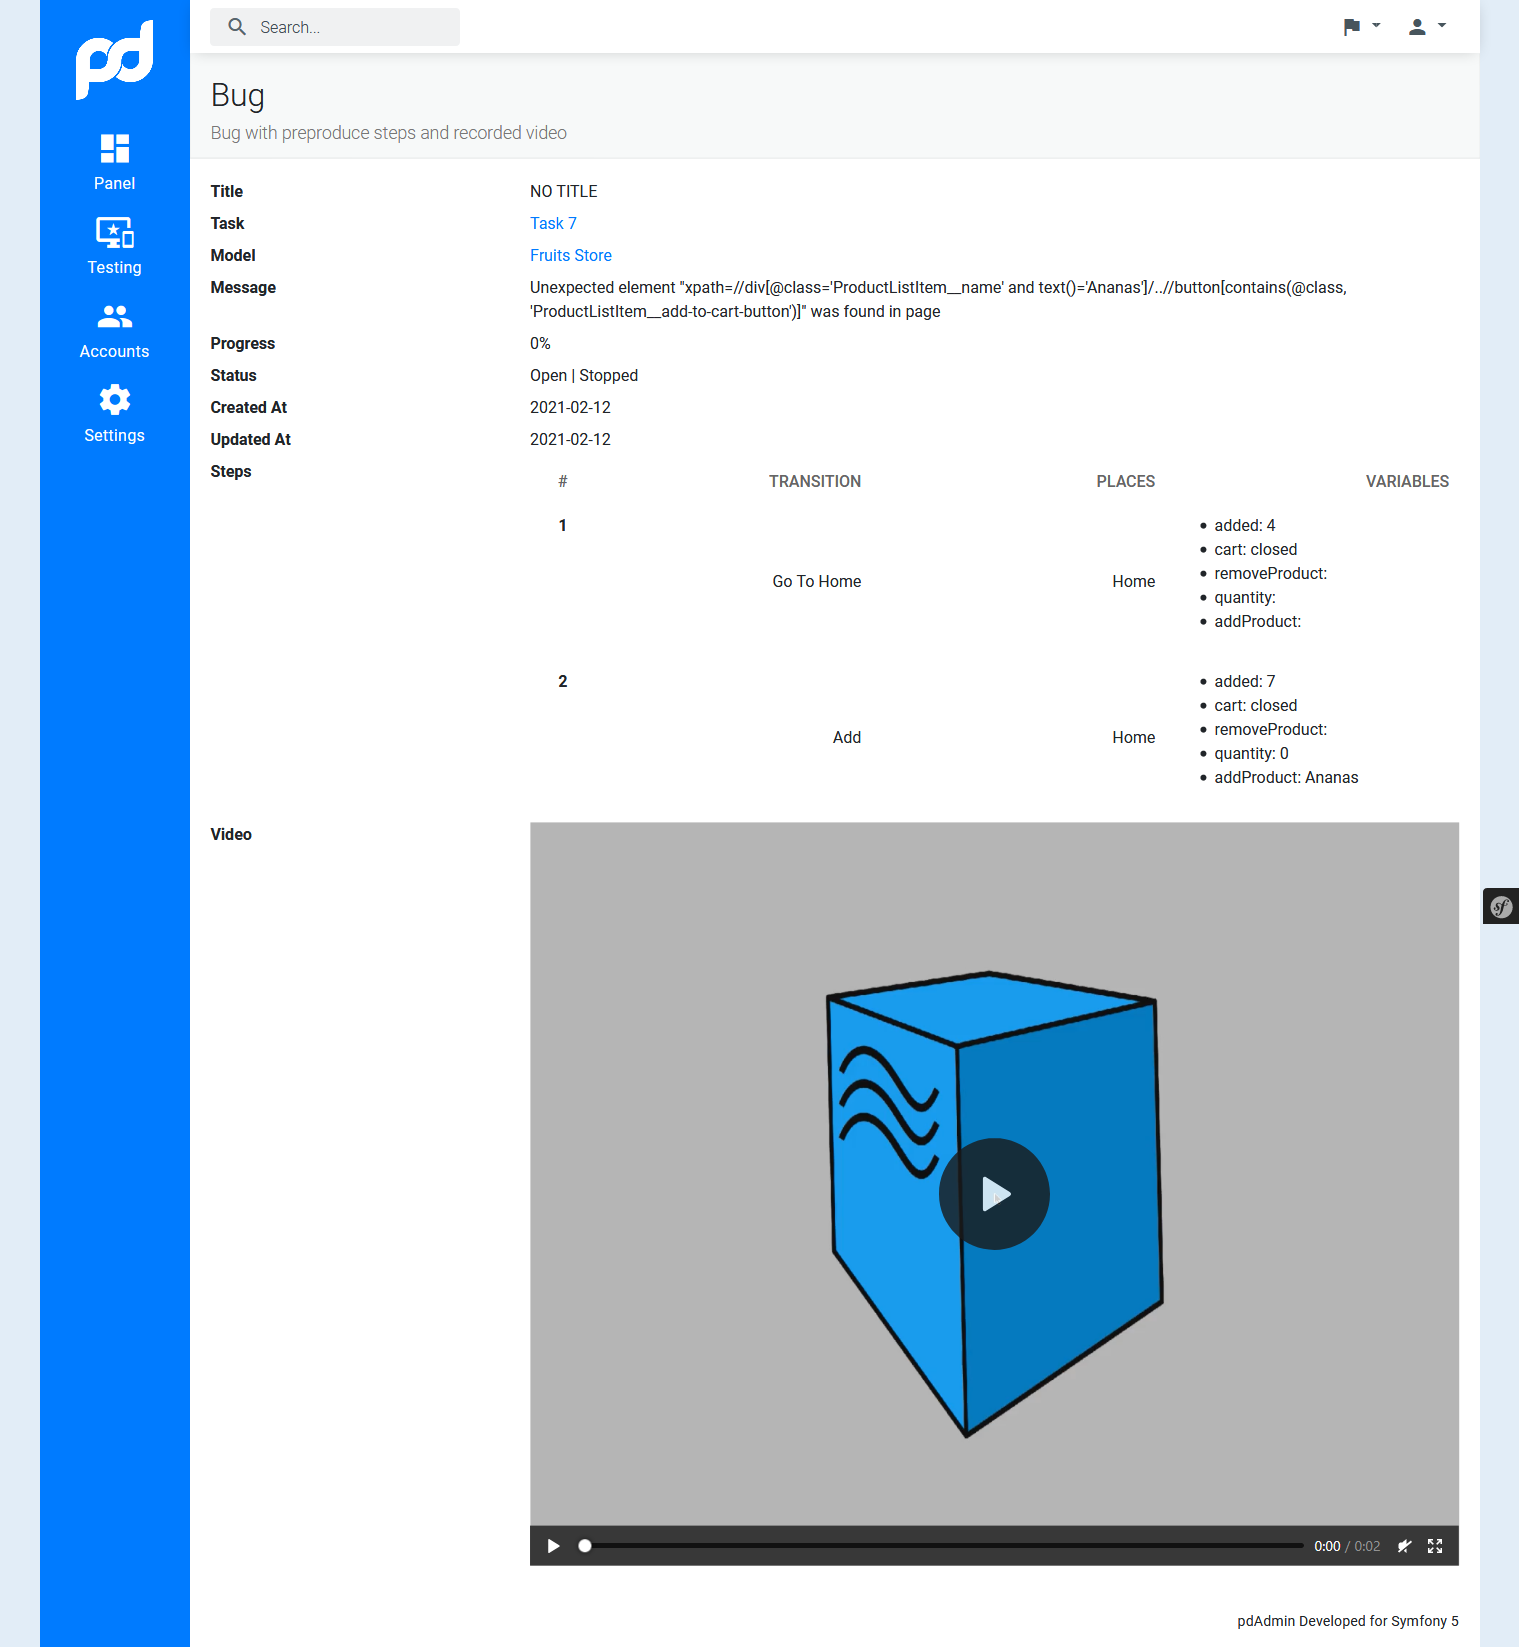 pd
Search...
Bug
Bug with preproduce steps and recorded video
Panel
Testing
Accounts
Settings
Title NO TITLE
Task Task 7
Model Fruits Store
Message Unexpected element "xpath=//div[@class='ProductListItem__name' and text()='Ananas']/..//button[contains(@class,
'ProductListItem__add-to-cart-button')]" was found in page
Progress 0%
Status Open | Stopped
Created At 2021-02-12
Updated At 2021-02-12
Steps # TRANSITION PLACES VARIABLES
1 Go To Home Home
• added: 4
• cart: closed
• removeProduct:
• quantity:
• addProduct:
2 Add Home
• added: 7
• cart: closed
• removeProduct:
• quantity: 0
• addProduct: Ananas
Video
sf
0:00 / 0:02
pdAdmin Developed for Symfony 5